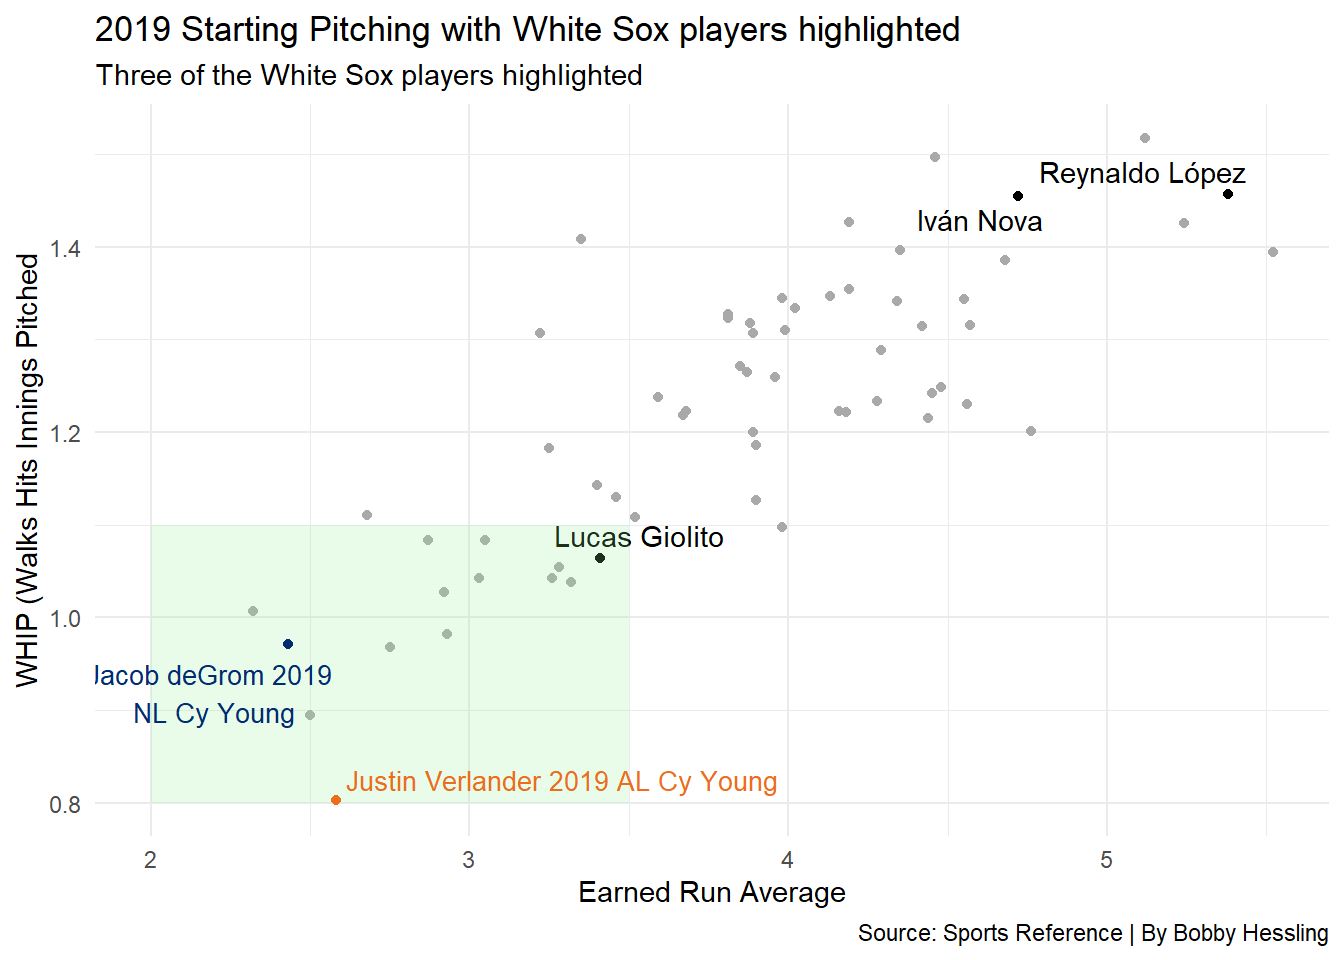 2019 Starting Pitching with White Sox players highlighted
Three of the White Sox players highlighted
WHIP (Walks Hits Innings Pitched
1.4
1.2
1.0
0.8
Reynaldo López
Iván Nova
Lucas Giolito
Jacob deGrom 2019
NL Cy Young
Justin Verlander 2019 AL Cy Young
2
3
4
5
Earned Run Average
Source: Sports Reference | By Bobby Hessling